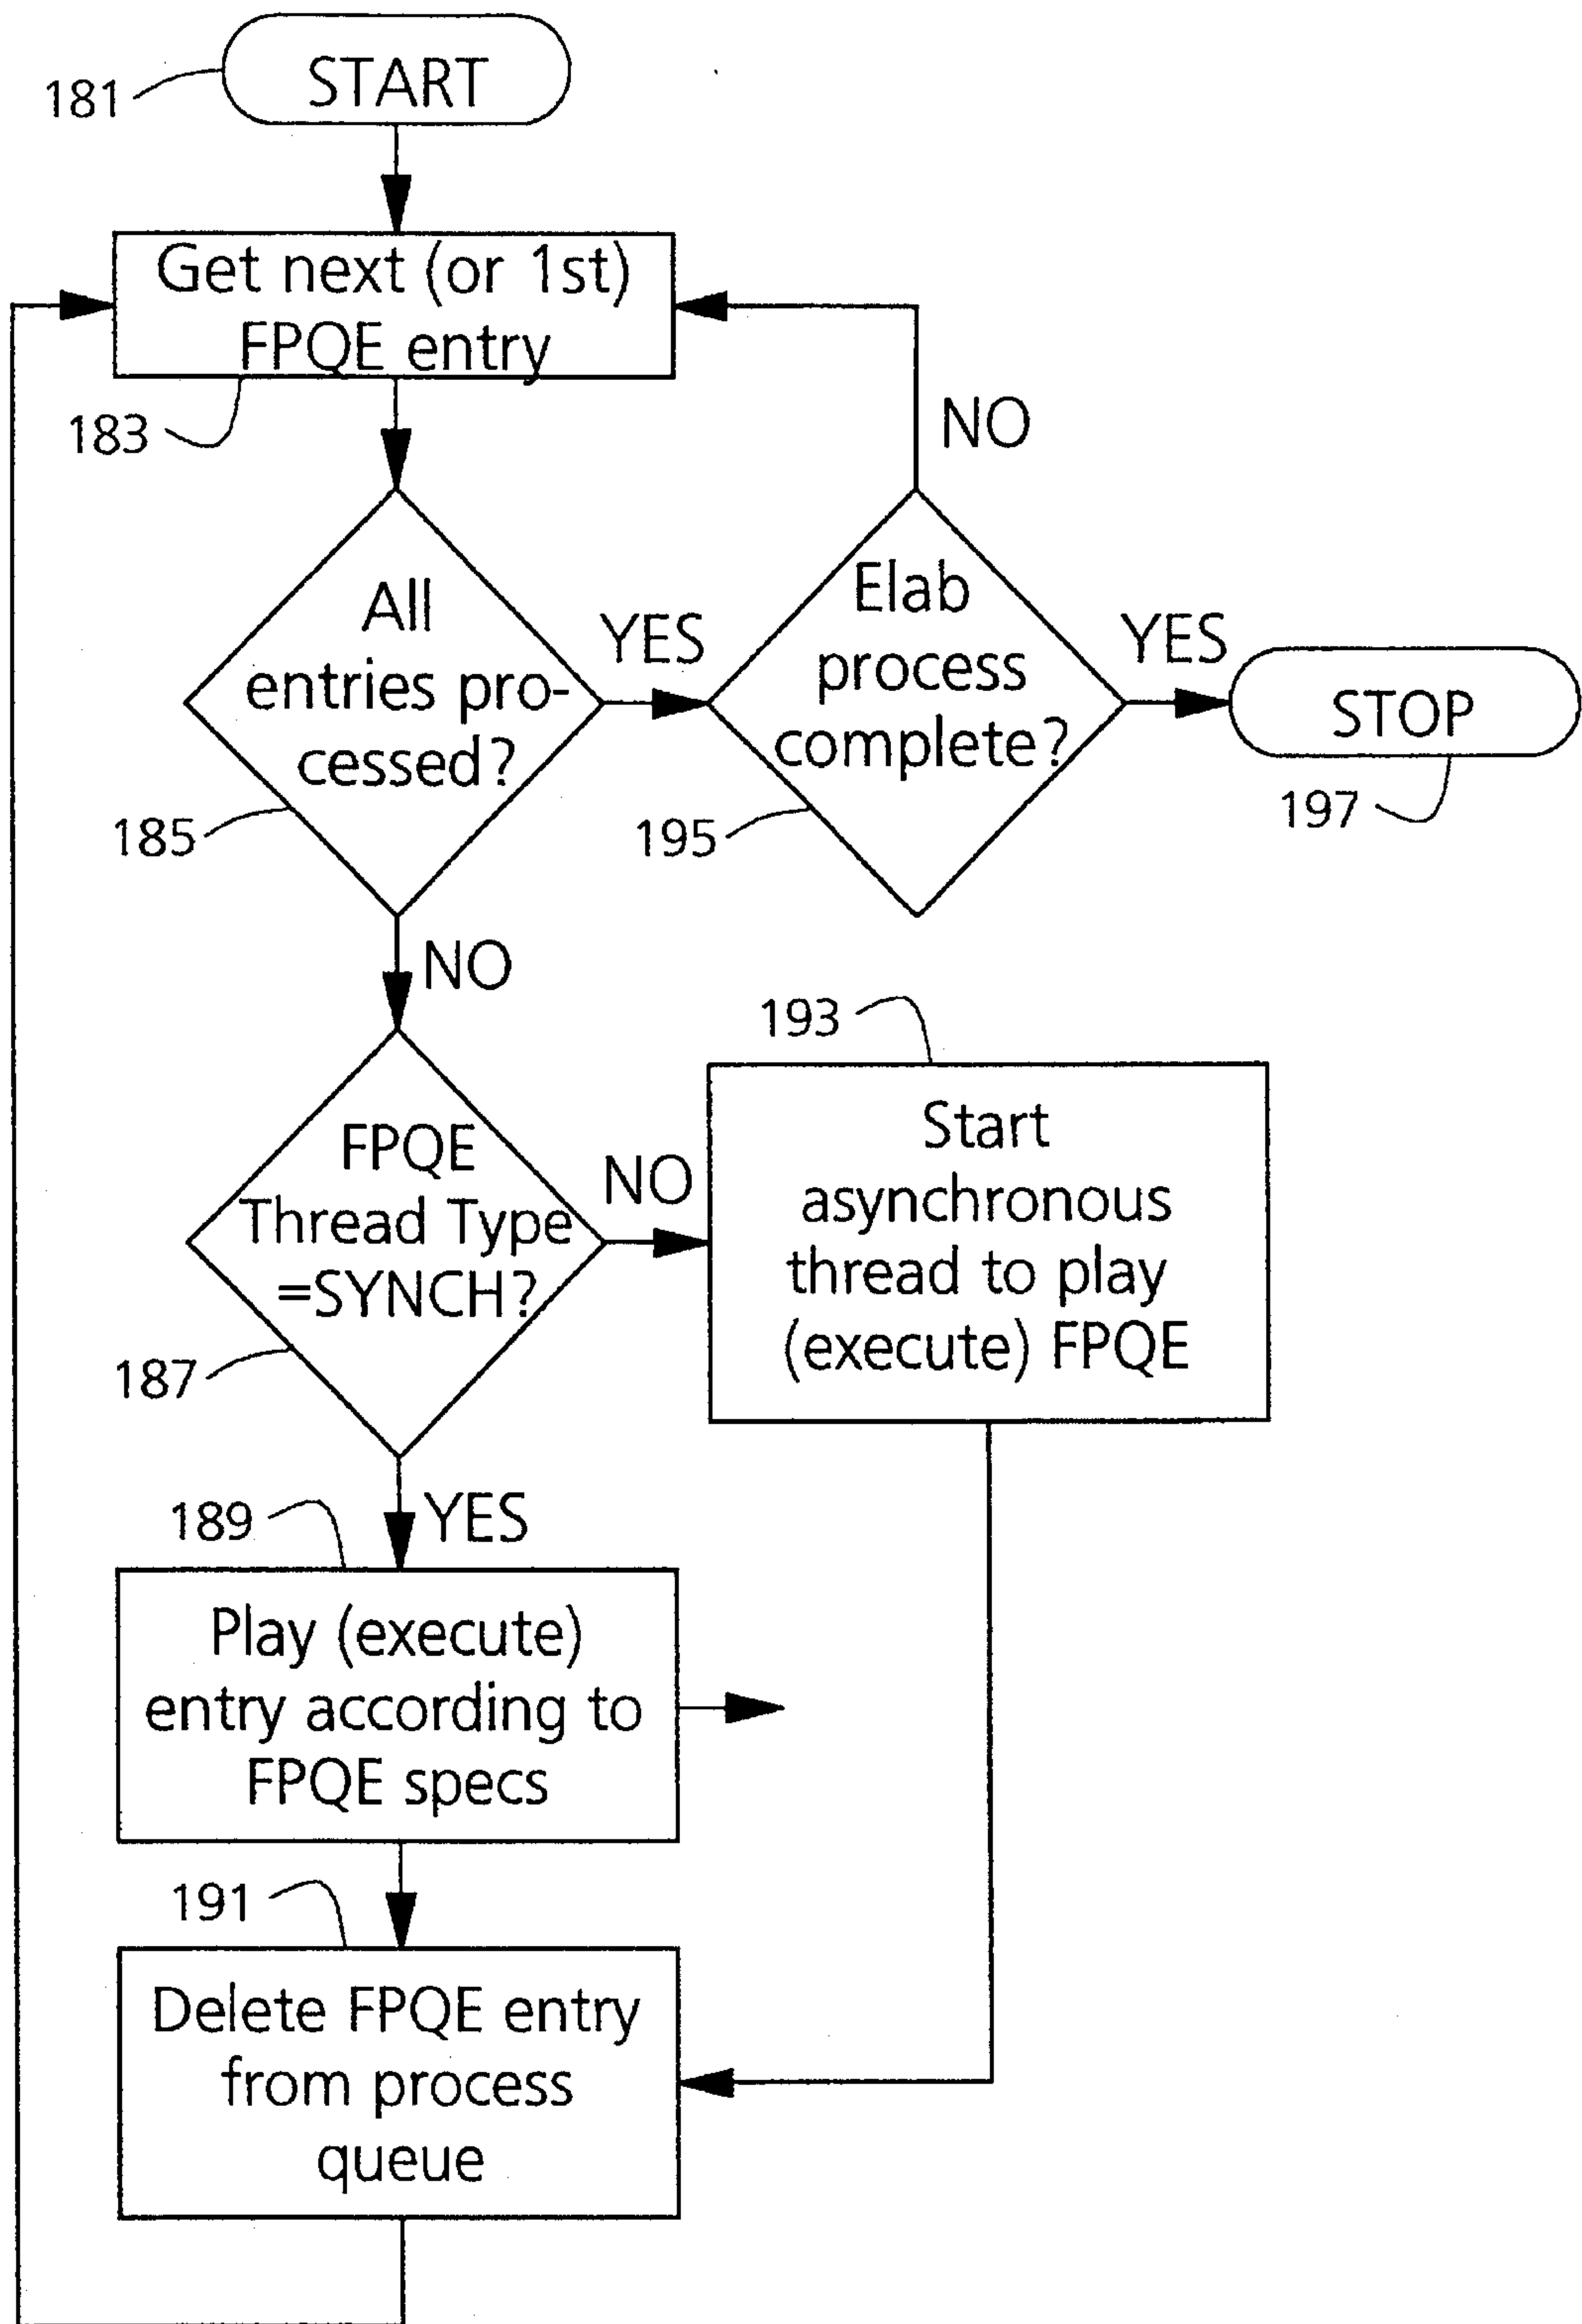 START
181
Get next (or 1st)
FPQE entry
183
NO
All
entries pro-
cessed?
YES
Elab
process
complete?
YES
STOP
185
195
197
NO
193
FPQE
Thread Type
=SYNCH?
NO
Start
asynchronous
thread to play
(execute) FPQE
187
189
YES
Play (execute)
entry according to
FPQE specs
191
Delete FPQE entry
from process
queue